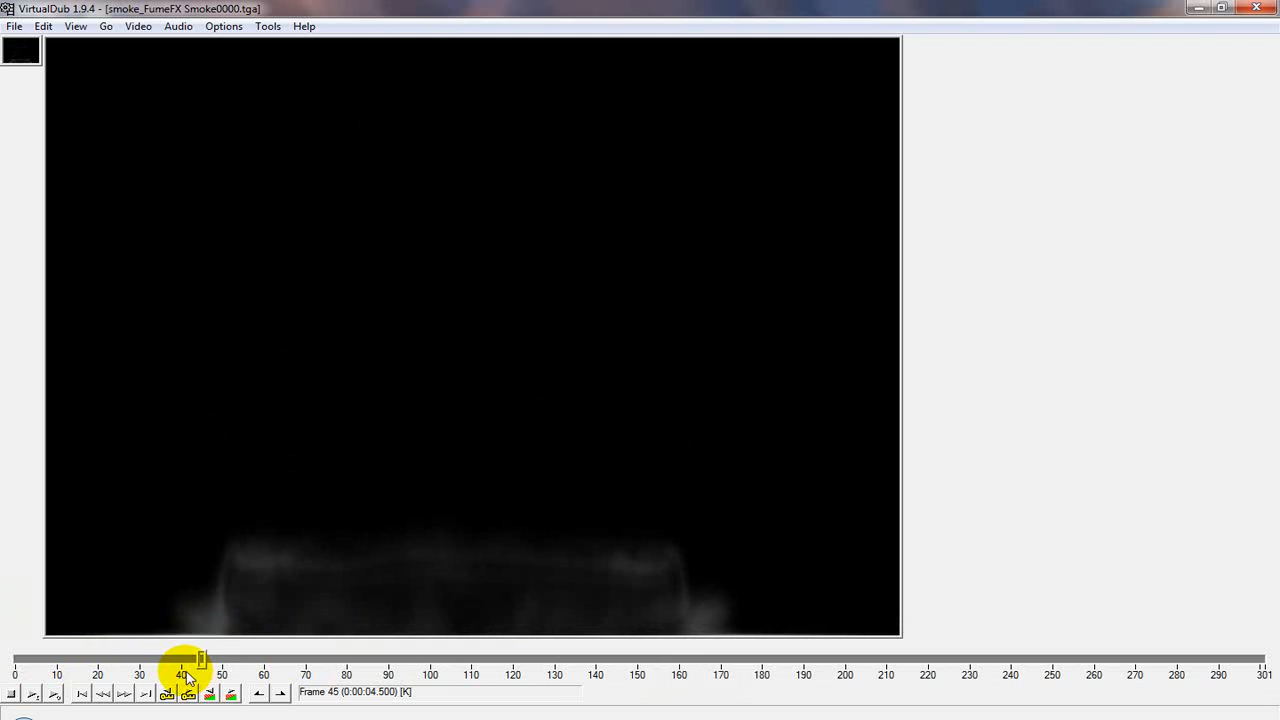 VirtualDub 1.9.4 - [smoke_FumeFX Smoke0000.tga]
File Edit View Go Video Audio Options Tools Help
0 10 20 30 40 50 60 70 80 90 100 110 120 130 140 150 160 170 180 190 200 210 220 230 240 250 260 270 280 290 301
Frame 45 (0:00:04.500) [K]